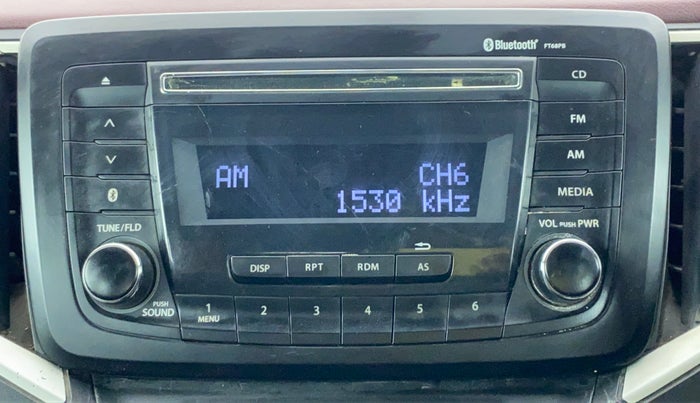 Bluetooth® FT68PB
CD
FM
AM
MEDIA
AM CH6
1530 kHz
TUNE/FLD
VOL PUSH PWR
DISP RPT RDM AS
PUSH
SOUND
1 2 3 4 5 6
MENU